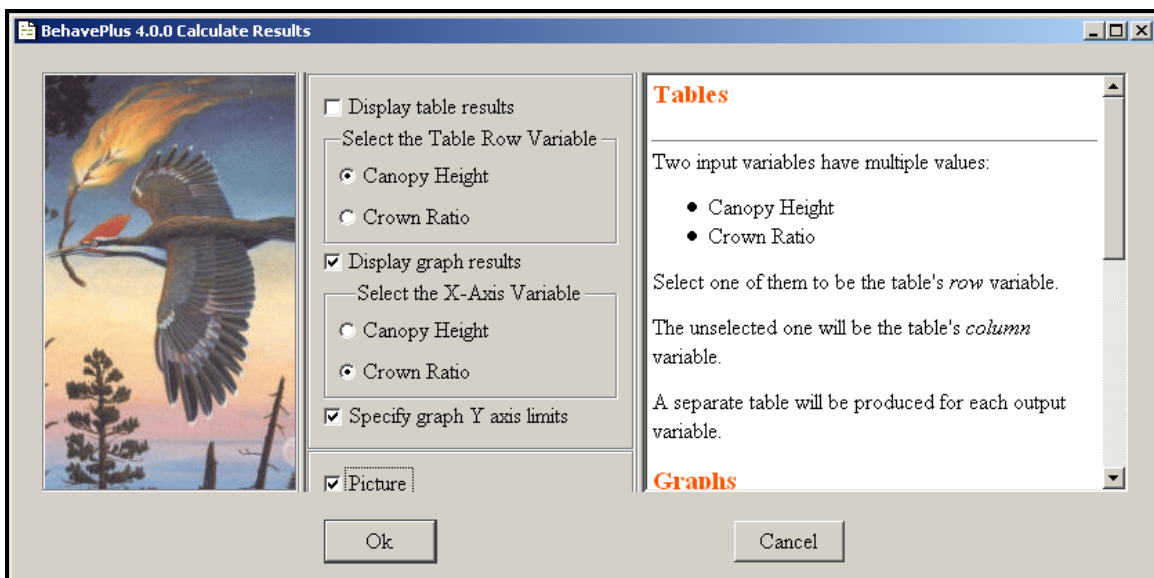 BehavePlus 4.0.0 Calculate Results
Display table results
Select the Table Row Variable
Canopy Height
Crown Ratio
Display graph results
Select the X-Axis Variable
Canopy Height
Crown Ratio
Specify graph Y axis limits
Picture
Tables
Two input variables have multiple values:
Canopy Height
Crown Ratio
Select one of them to be the table's row variable.
The unselected one will be the table's column
variable.
A separate table will be produced for each output
variable.
Graphs
Ok
Cancel